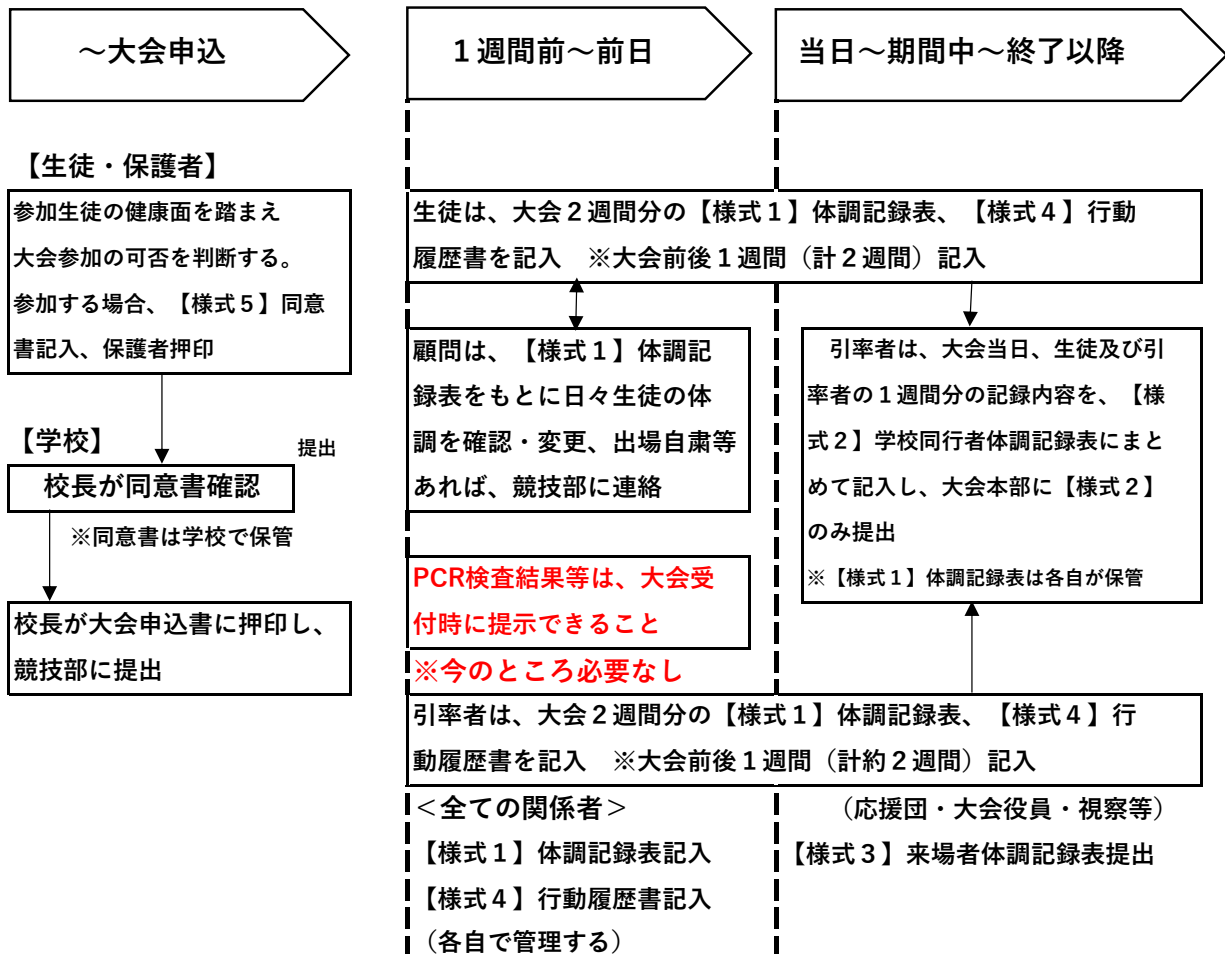 ～大会申込
１週間前～前日
当日～期間中～終了以降
【生徒・保護者】
参加生徒の健康面を踏まえ
大会参加の可否を判断する。
参加する場合、【様式５】同意
書記入、保護者押印
【学校】
提出
校長が同意書確認
※同意書は学校で保管
校長が大会申込書に押印し、
競技部に提出
生徒は、大会２週間分の【様式１】体調記録表、【様式４】行動
履歴書を記入　※大会前後１週間（計２週間）記入
顧問は、【様式１】体調記
録表をもとに日々生徒の体
調を確認・変更、出場自粛等
あれば、競技部に連絡
PCR検査結果等は、大会受
付時に提示できること
※今のところ必要なし
引率者は、大会当日、生徒及び引
率者の１週間分の記録内容を、【様
式２】学校同行者体調記録表にまと
めて記入し、大会本部に【様式２】
のみ提出
※【様式１】体調記録表は各自が保管
引率者は、大会２週間分の【様式１】体調記録表、【様式４】行
動履歴書を記入　※大会前後１週間（計約２週間）記入
＜全ての関係者＞
【様式１】体調記録表記入
【様式４】行動履歴書記入
（各自で管理する）
（応援団・大会役員・視察等）
【様式３】来場者体調記録表提出